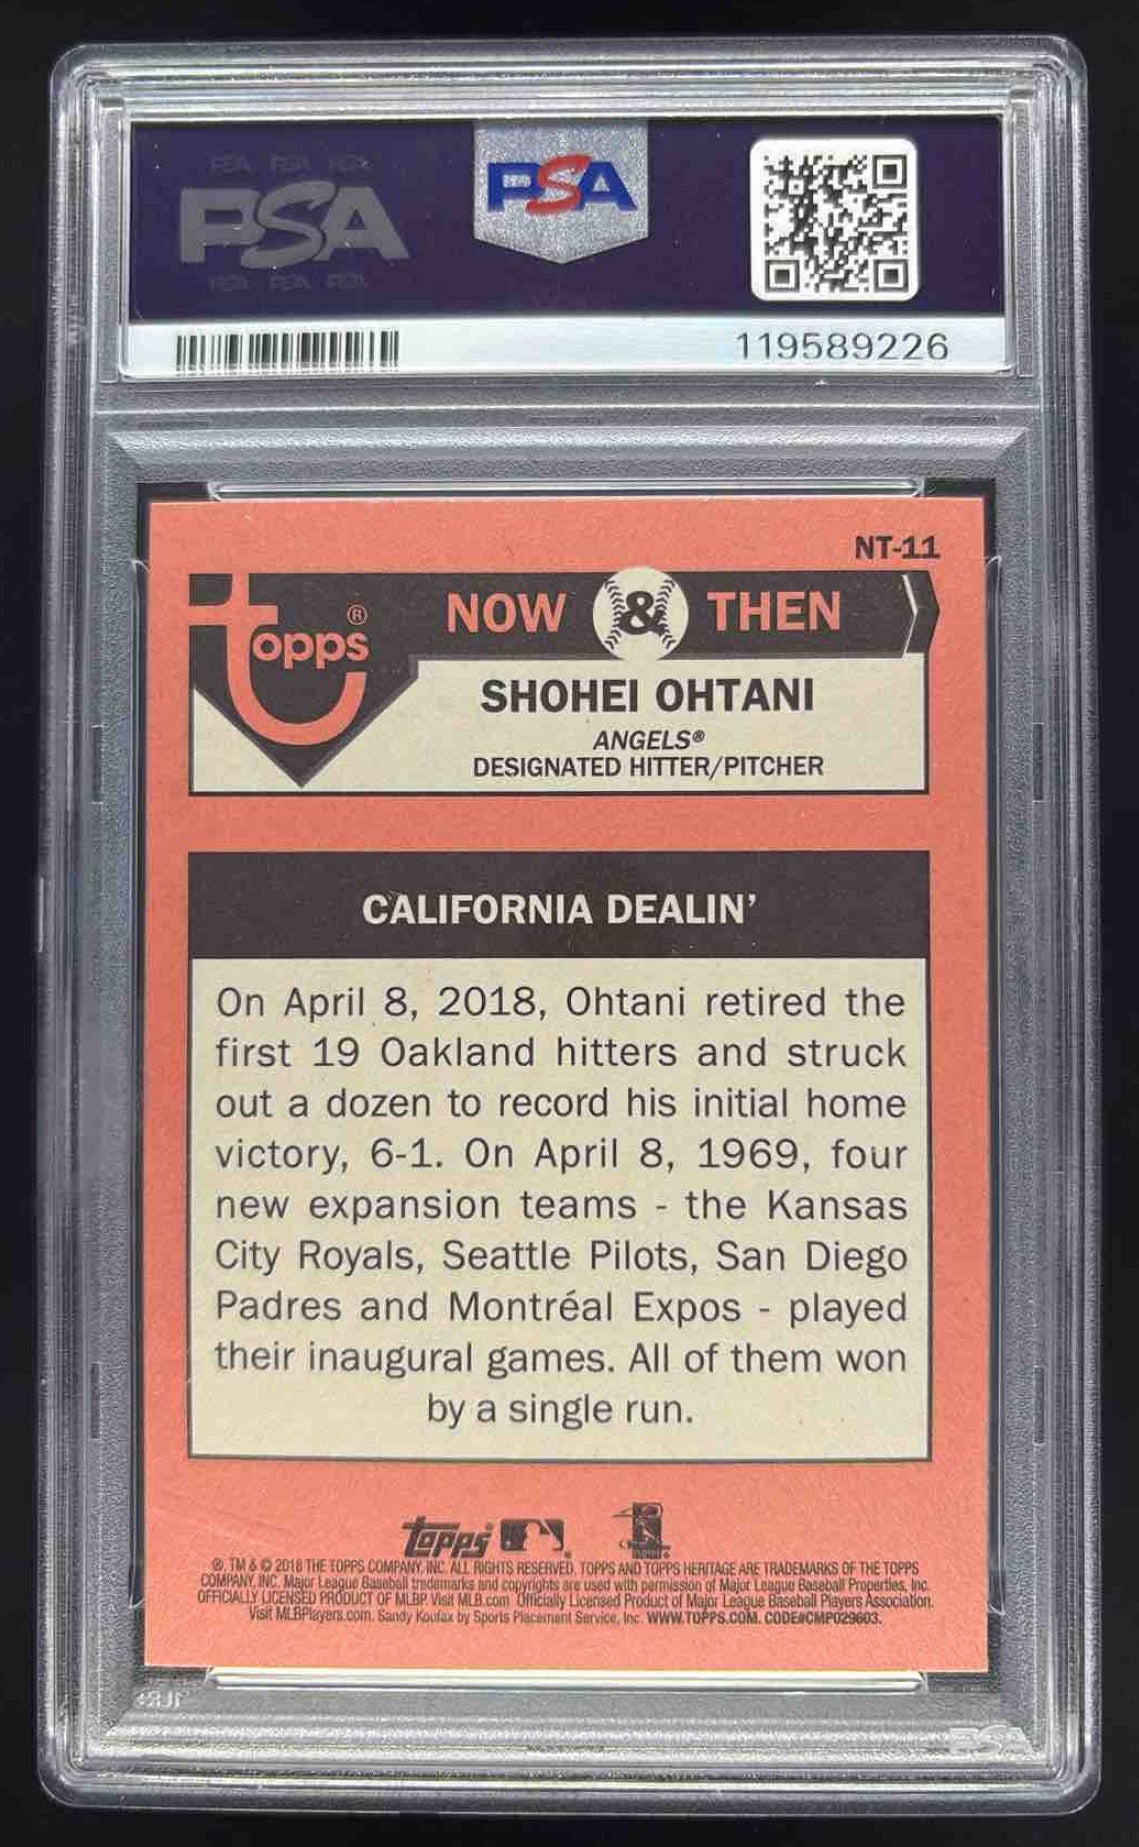 PSA PSA PSA
PSA
PSA PSA PSA
PSA
119589226
NT-11
topps®
NOW & THEN
SHOHEI OHTANI
ANGELS®
DESIGNATED HITTER/PITCHER
CALIFORNIA DEALIN’
On April 8, 2018, Ohtani retired the
first 19 Oakland hitters and struck
out a dozen to record his initial home
victory, 6-1. On April 8, 1969, four
new expansion teams - the Kansas
City Royals, Seattle Pilots, San Diego
Padres and Montréal Expos - played
their inaugural games. All of them won
by a single run.
topps
®, TM & © 2018 THE TOPPS COMPANY, INC. ALL RIGHTS RESERVED. TOPPS AND TOPPS HERITAGE ARE TRADEMARKS OF THE TOPPS
COMPANY, INC. Major League Baseball trademarks and copyrights are used with permission of Major League Baseball Properties, Inc.
OFFICIALLY LICENSED PRODUCT OF MLBP. Visit MLB.com Officially Licensed Product of Major League Baseball Players Association.
Visit MLBPlayers.com. Sandy Koufax by Sports Placement Service, Inc. WWW.TOPPS.COM. CODE#CMP029603.
PSA